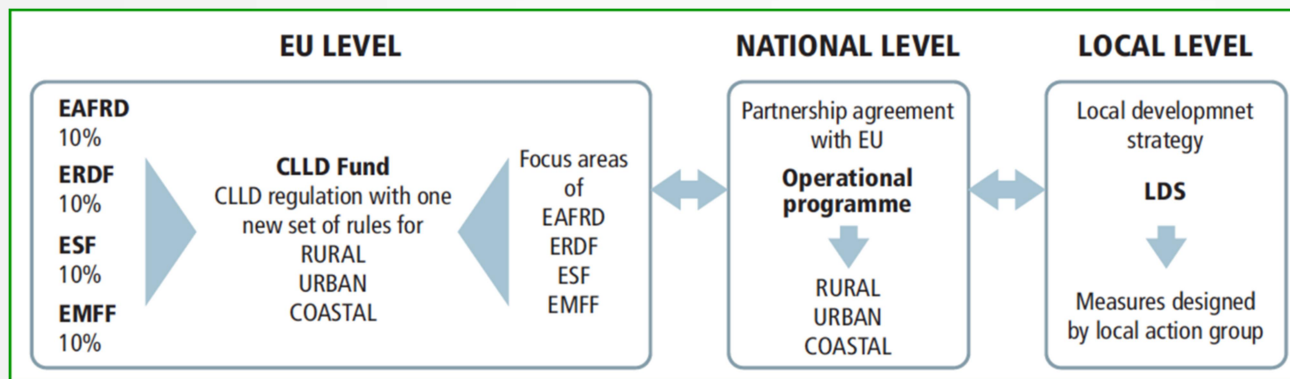 EU LEVEL
EAFRD
10%
ERDF
10%
ESF
10%
EMFF
10%
CLLD Fund
CLLD regulation with one
new set of rules for
RURAL
URBAN
COASTAL
Focus areas
of
EAFRD
ERDF
ESF
EMFF
NATIONAL LEVEL
Partnership agreement
with EU
Operational
programme
RURAL
URBAN
COASTAL
LOCAL LEVEL
Local developmnet
strategy
LDS
Measures designed
by local action group